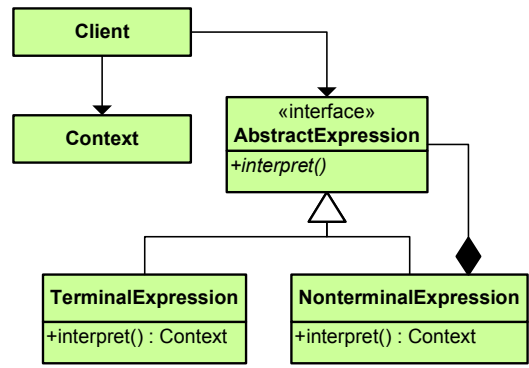 Client
Context
«interface»
AbstractExpression
+interpret()
TerminalExpression
+interpret() : Context
NonterminalExpression
+interpret() : Context